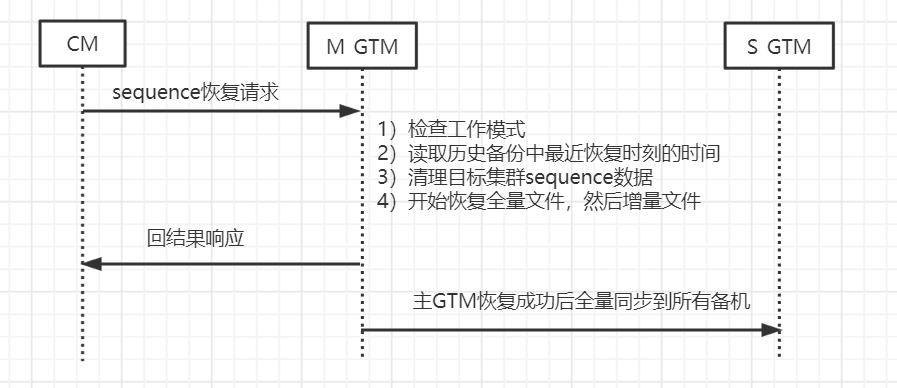 CM
M GTM
S GTM
sequence恢复请求
1）检查工作模式
2）读取历史备份中最近恢复时刻的时间
3）清理目标集群sequence数据
4）开始恢复全量文件，然后增量文件
回结果响应
主GTM恢复成功后全量同步到所有备机